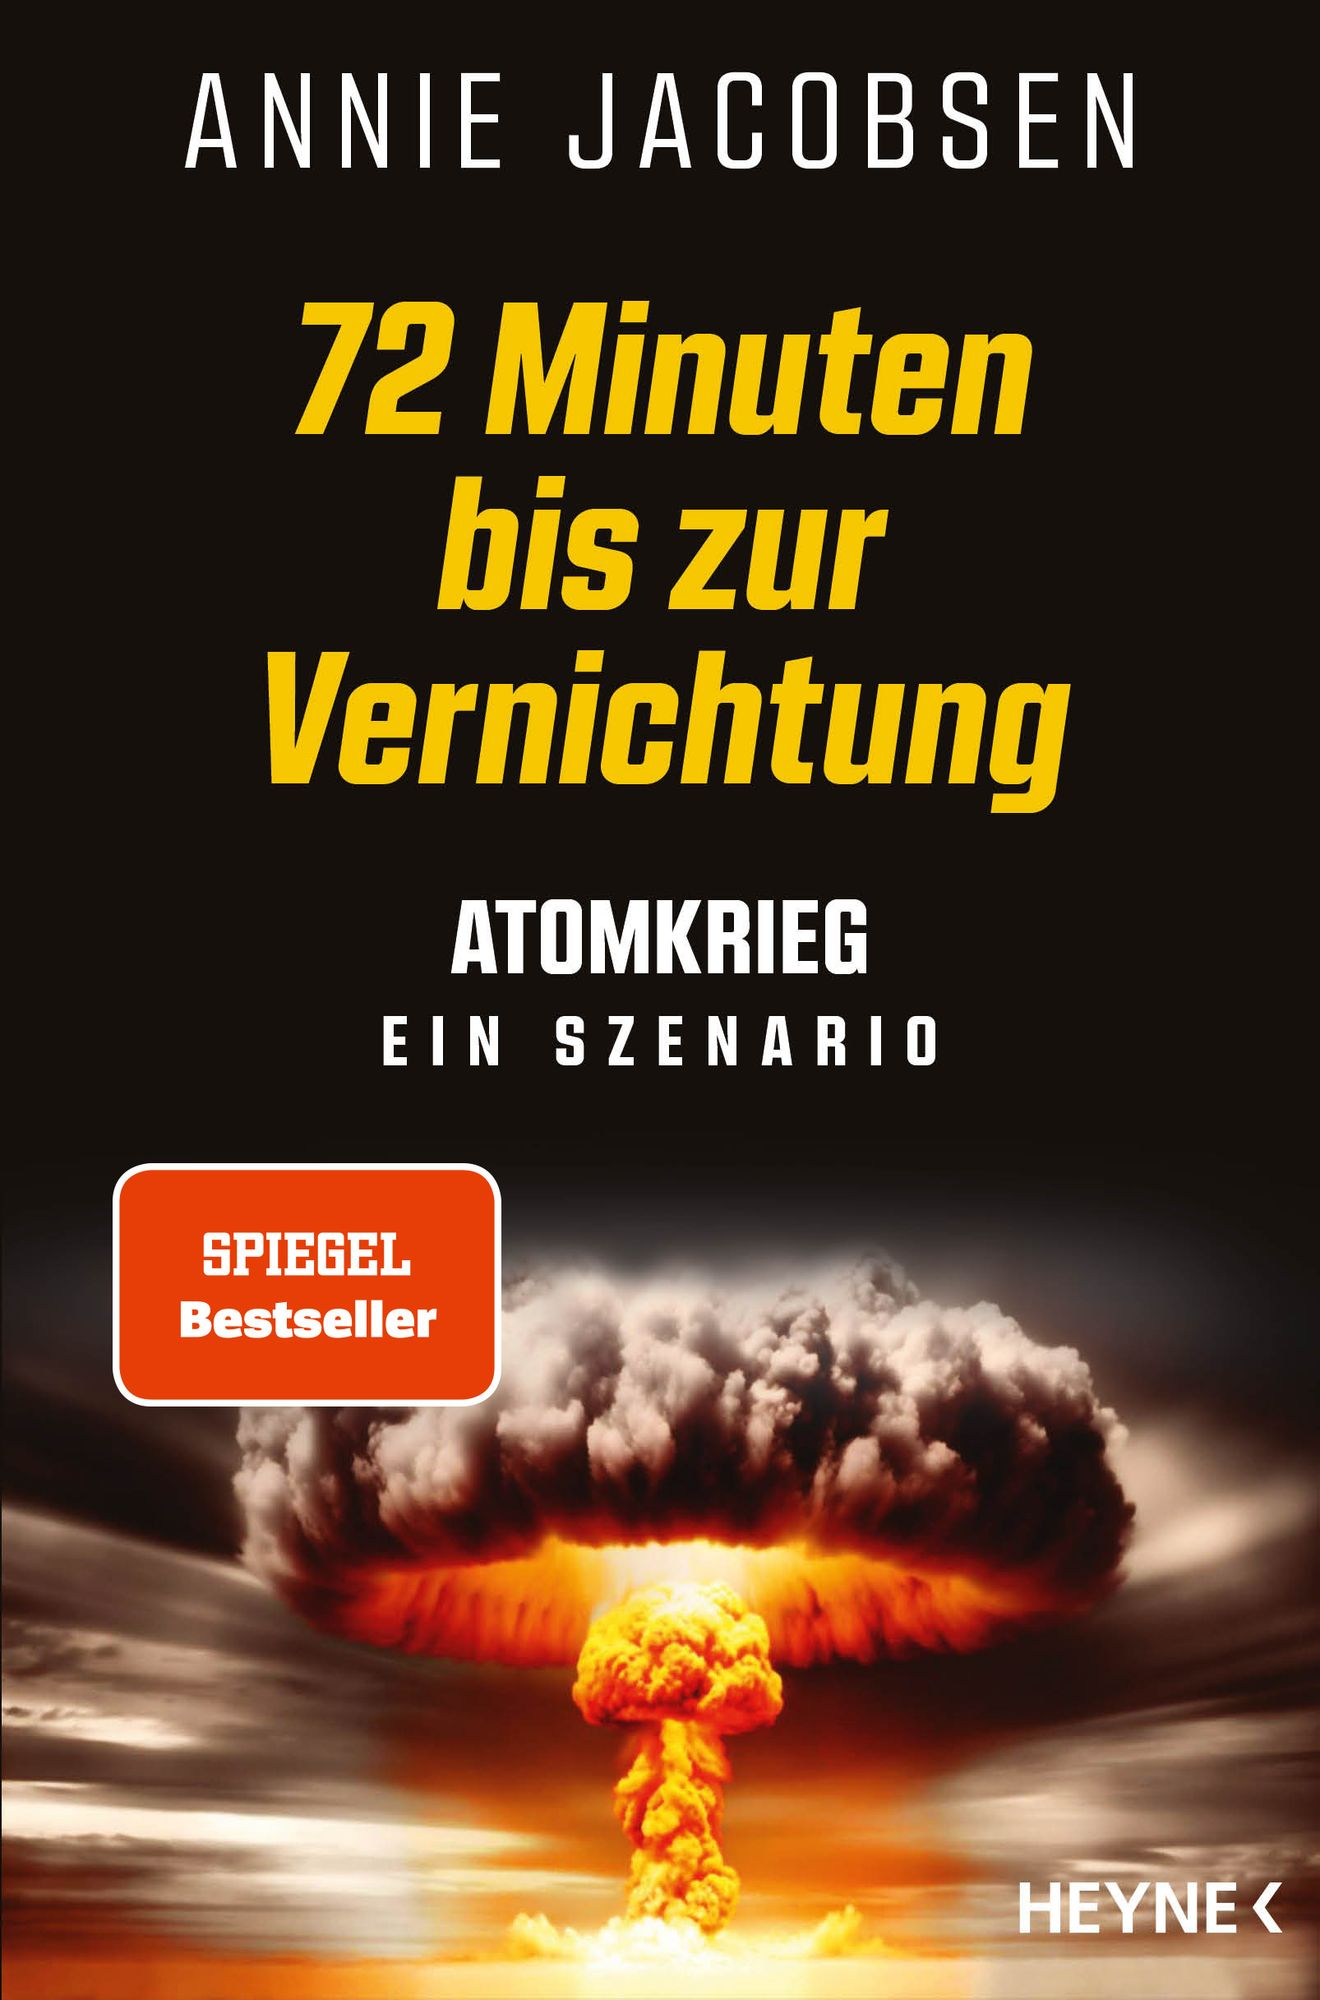 ANNIE JACOBSEN
72 Minuten
bis zur
Vernichtung
ATOMKRIEG
EIN SZENARIO
SPIEGEL
Bestseller
HEYNE